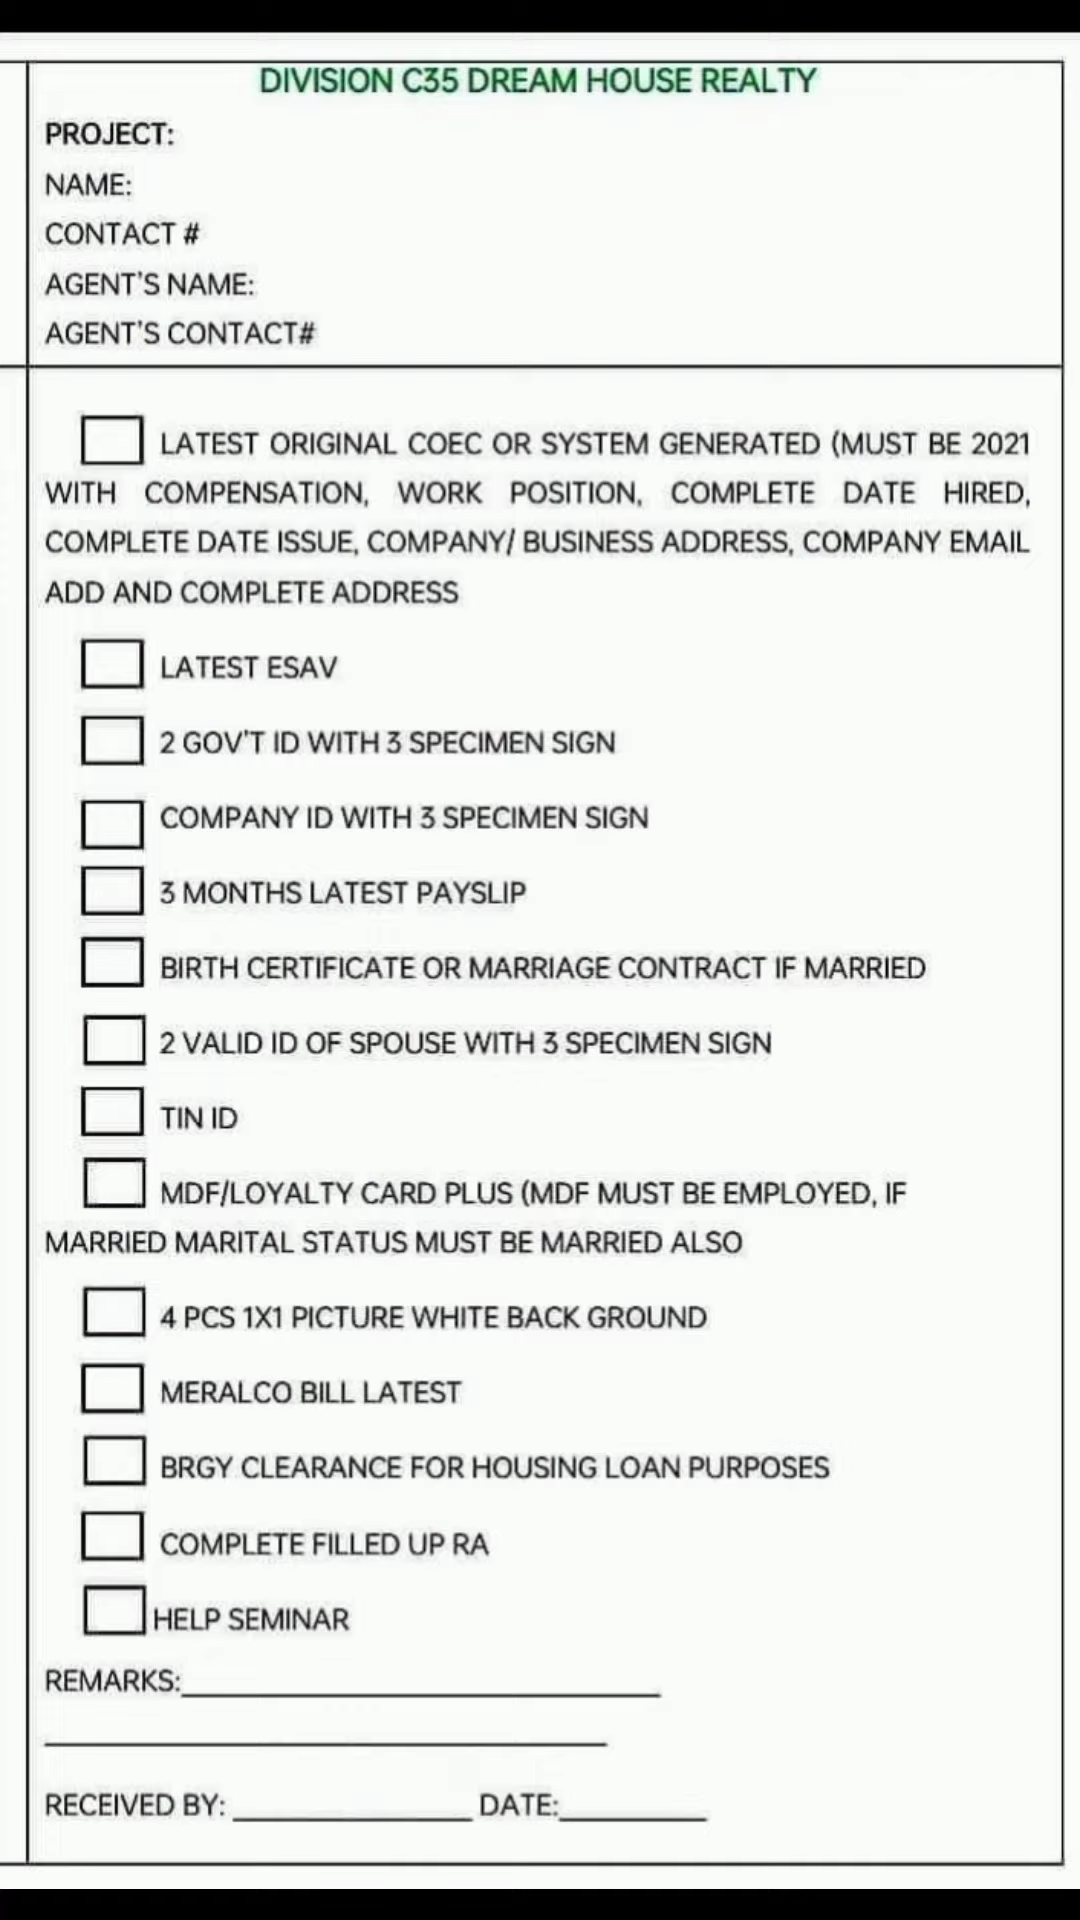 DIVISION C35 DREAM HOUSE REALTY
PROJECT:
NAME:
CONTACT #
AGENT'S NAME:
AGENT'S CONTACT#
LATEST ORIGINAL COEC OR SYSTEM GENERATED (MUST BE 2021
WITH COMPENSATION, WORK POSITION, COMPLETE DATE HIRED,
COMPLETE DATE ISSUE, COMPANY/ BUSINESS ADDRESS, COMPANY EMAIL
ADD AND COMPLETE ADDRESS
LATEST ESAV
2 GOV'T ID WITH 3 SPECIMEN SIGN
COMPANY ID WITH 3 SPECIMEN SIGN
3 MONTHS LATEST PAYSLIP
BIRTH CERTIFICATE OR MARRIAGE CONTRACT IF MARRIED
2 VALID ID OF SPOUSE WITH 3 SPECIMEN SIGN
TIN ID
MDF/LOYALTY CARD PLUS (MDF MUST BE EMPLOYED, IF
MARRIED MARITAL STATUS MUST BE MARRIED ALSO
4 PCS 1X1 PICTURE WHITE BACK GROUND
MERALCO BILL LATEST
BRGY CLEARANCE FOR HOUSING LOAN PURPOSES
COMPLETE FILLED UP RA
HELP SEMINAR
REMARKS:
RECEIVED BY: DATE: